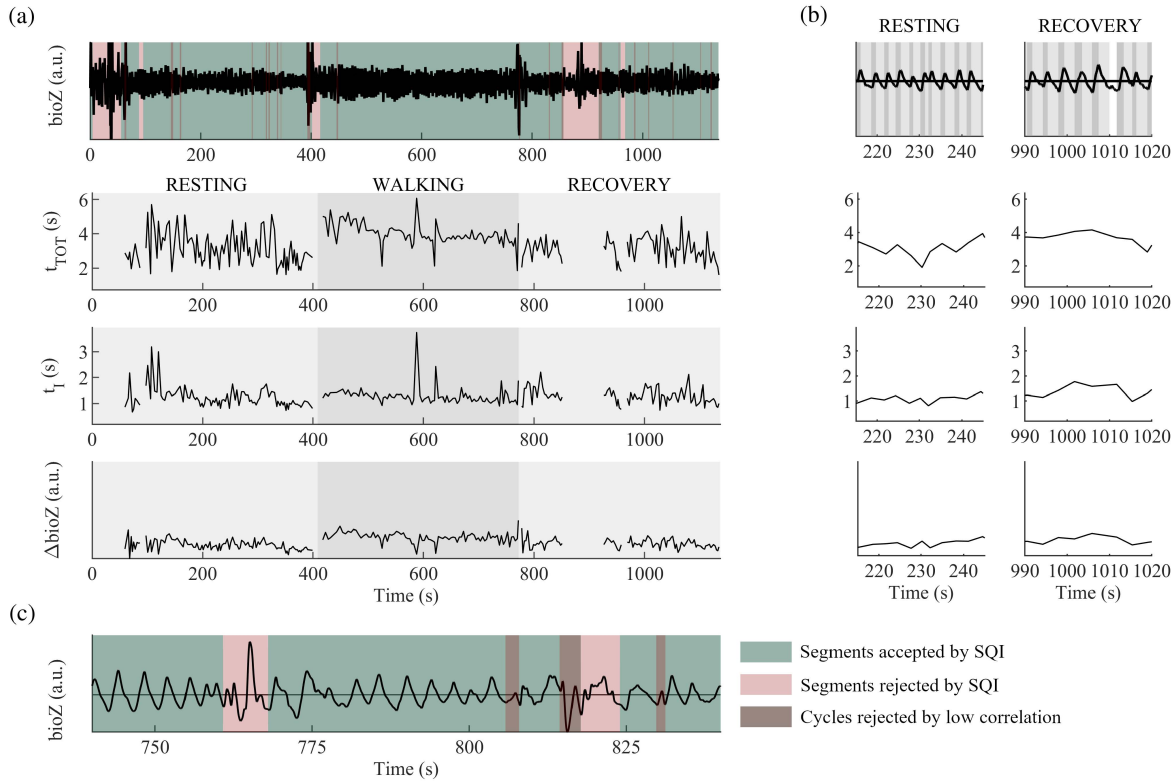 (a)
(b)
RESTING
RECOVERY
bioZ (a.u.)
0 200 400 600 800 1000
220 230 240
990 1000 1010 1020
RESTING
WALKING
RECOVERY
tTOT (s)
6
4
2
0 200 400 600 800 1000
6
4
2
220 230 240
6
4
2
990 1000 1010 1020
tI (s)
3
2
1
0 200 400 600 800 1000
3
2
1
220 230 240
3
2
1
990 1000 1010 1020
ΔbioZ (a.u.)
0 200 400 600 800 1000
Time (s)
220 230 240
Time (s)
990 1000 1010 1020
Time (s)
(c)
bioZ (a.u.)
750 775 800 825
Time (s)
Segments accepted by SQI
Segments rejected by SQI
Cycles rejected by low correlation